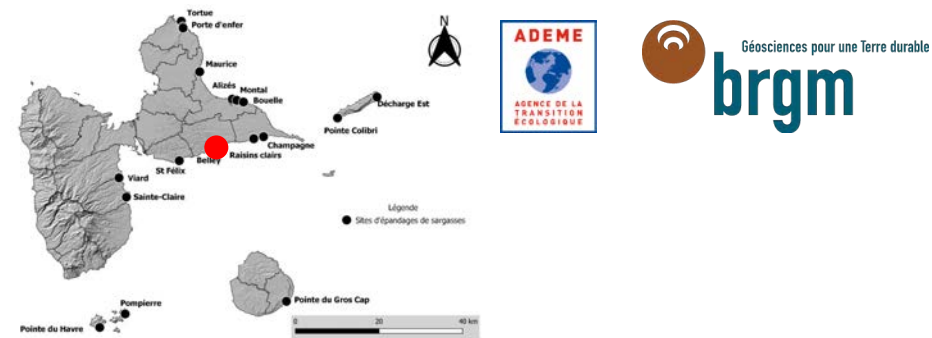 Tortue
Porte d'enfer
N
Maurice
Alizés
Montal
Bouelle
Décharge Est
Pointe Colibri
Champagne
Raisins clairs
Belley
St Félix
Viard
Sainte-Claire
Légende
Sites d'épandages de sargasses
Pompierre
Pointe du Havre
Pointe du Gros Cap
0 20 40 km
ADEME
AGENCE DE LA
TRANSITION
ÉCOLOGIQUE
Géosciences pour une Terre durable
brgm